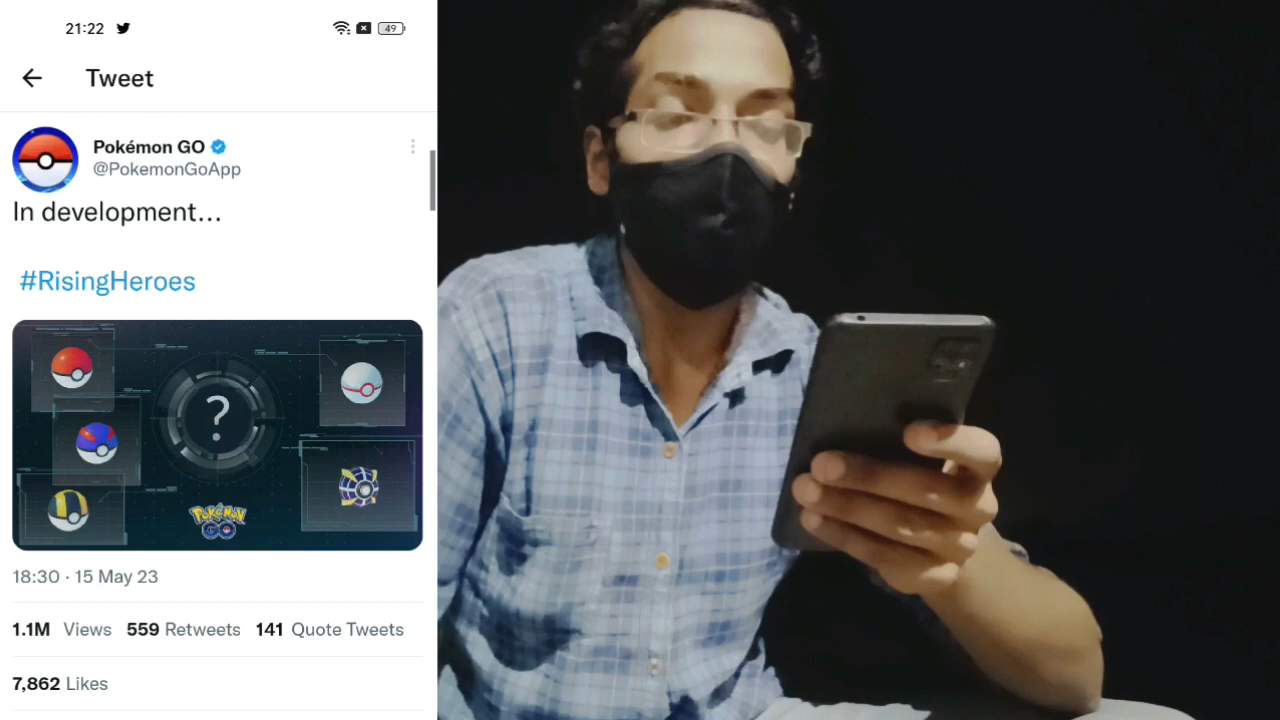 21:22
49
Tweet
Pokémon GO
@PokemonGoApp
In development...
#RisingHeroes
?
POKÉMON
GO
18:30 · 15 May 23
1.1M Views 559 Retweets 141 Quote Tweets
7,862 Likes